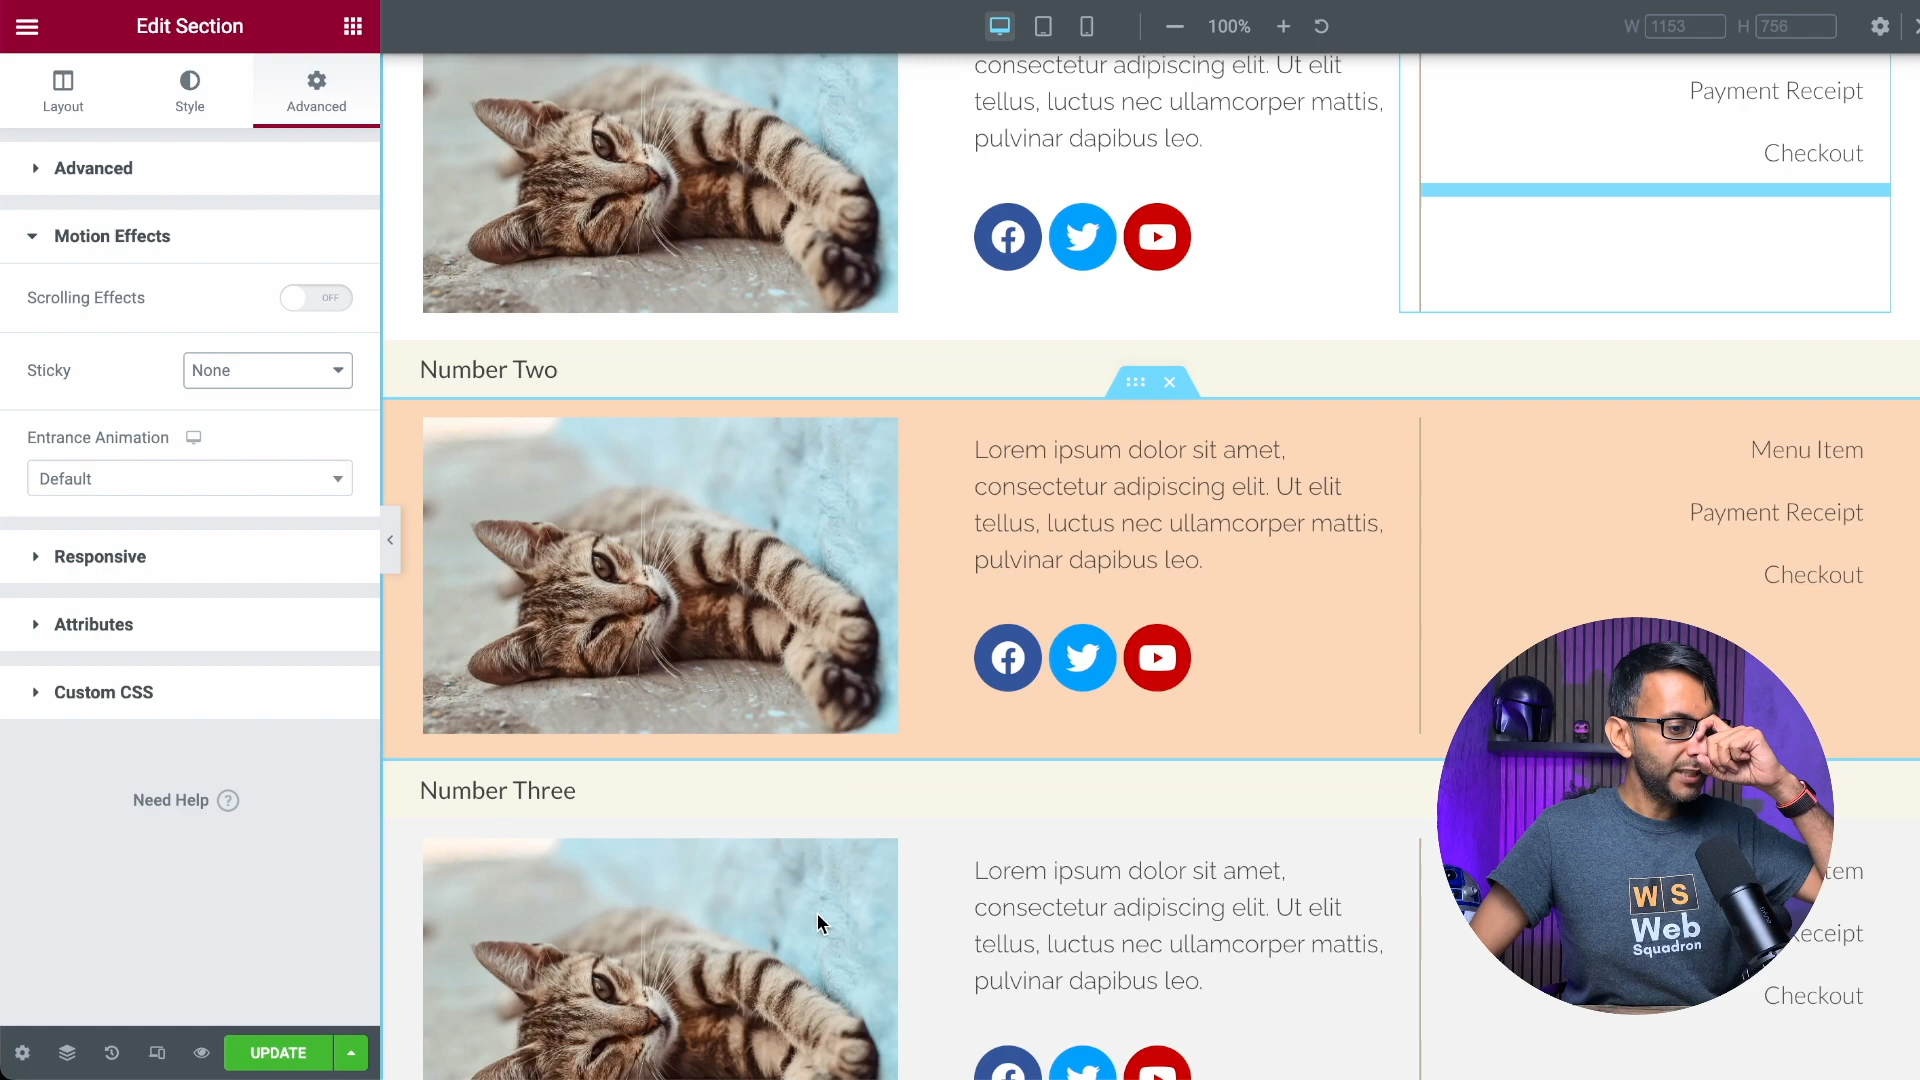 Edit Section
100%
W 1153 H 756
Layout
Style
Advanced
Advanced
Motion Effects
Scrolling Effects
OFF
Sticky
None
Entrance Animation
Default
Responsive
Attributes
Custom CSS
Need Help ?
UPDATE
consectetur adipiscing elit. Ut elit
tellus, luctus nec ullamcorper mattis,
pulvinar dapibus leo.
Payment Receipt
Checkout
Number Two
Lorem ipsum dolor sit amet,
consectetur adipiscing elit. Ut elit
tellus, luctus nec ullamcorper mattis,
pulvinar dapibus leo.
Menu Item
Payment Receipt
Checkout
Number Three
Lorem ipsum dolor sit amet,
consectetur adipiscing elit. Ut elit
tellus, luctus nec ullamcorper mattis,
pulvinar dapibus leo.
tem
Receipt
Checkout
W S
Web
Squadron